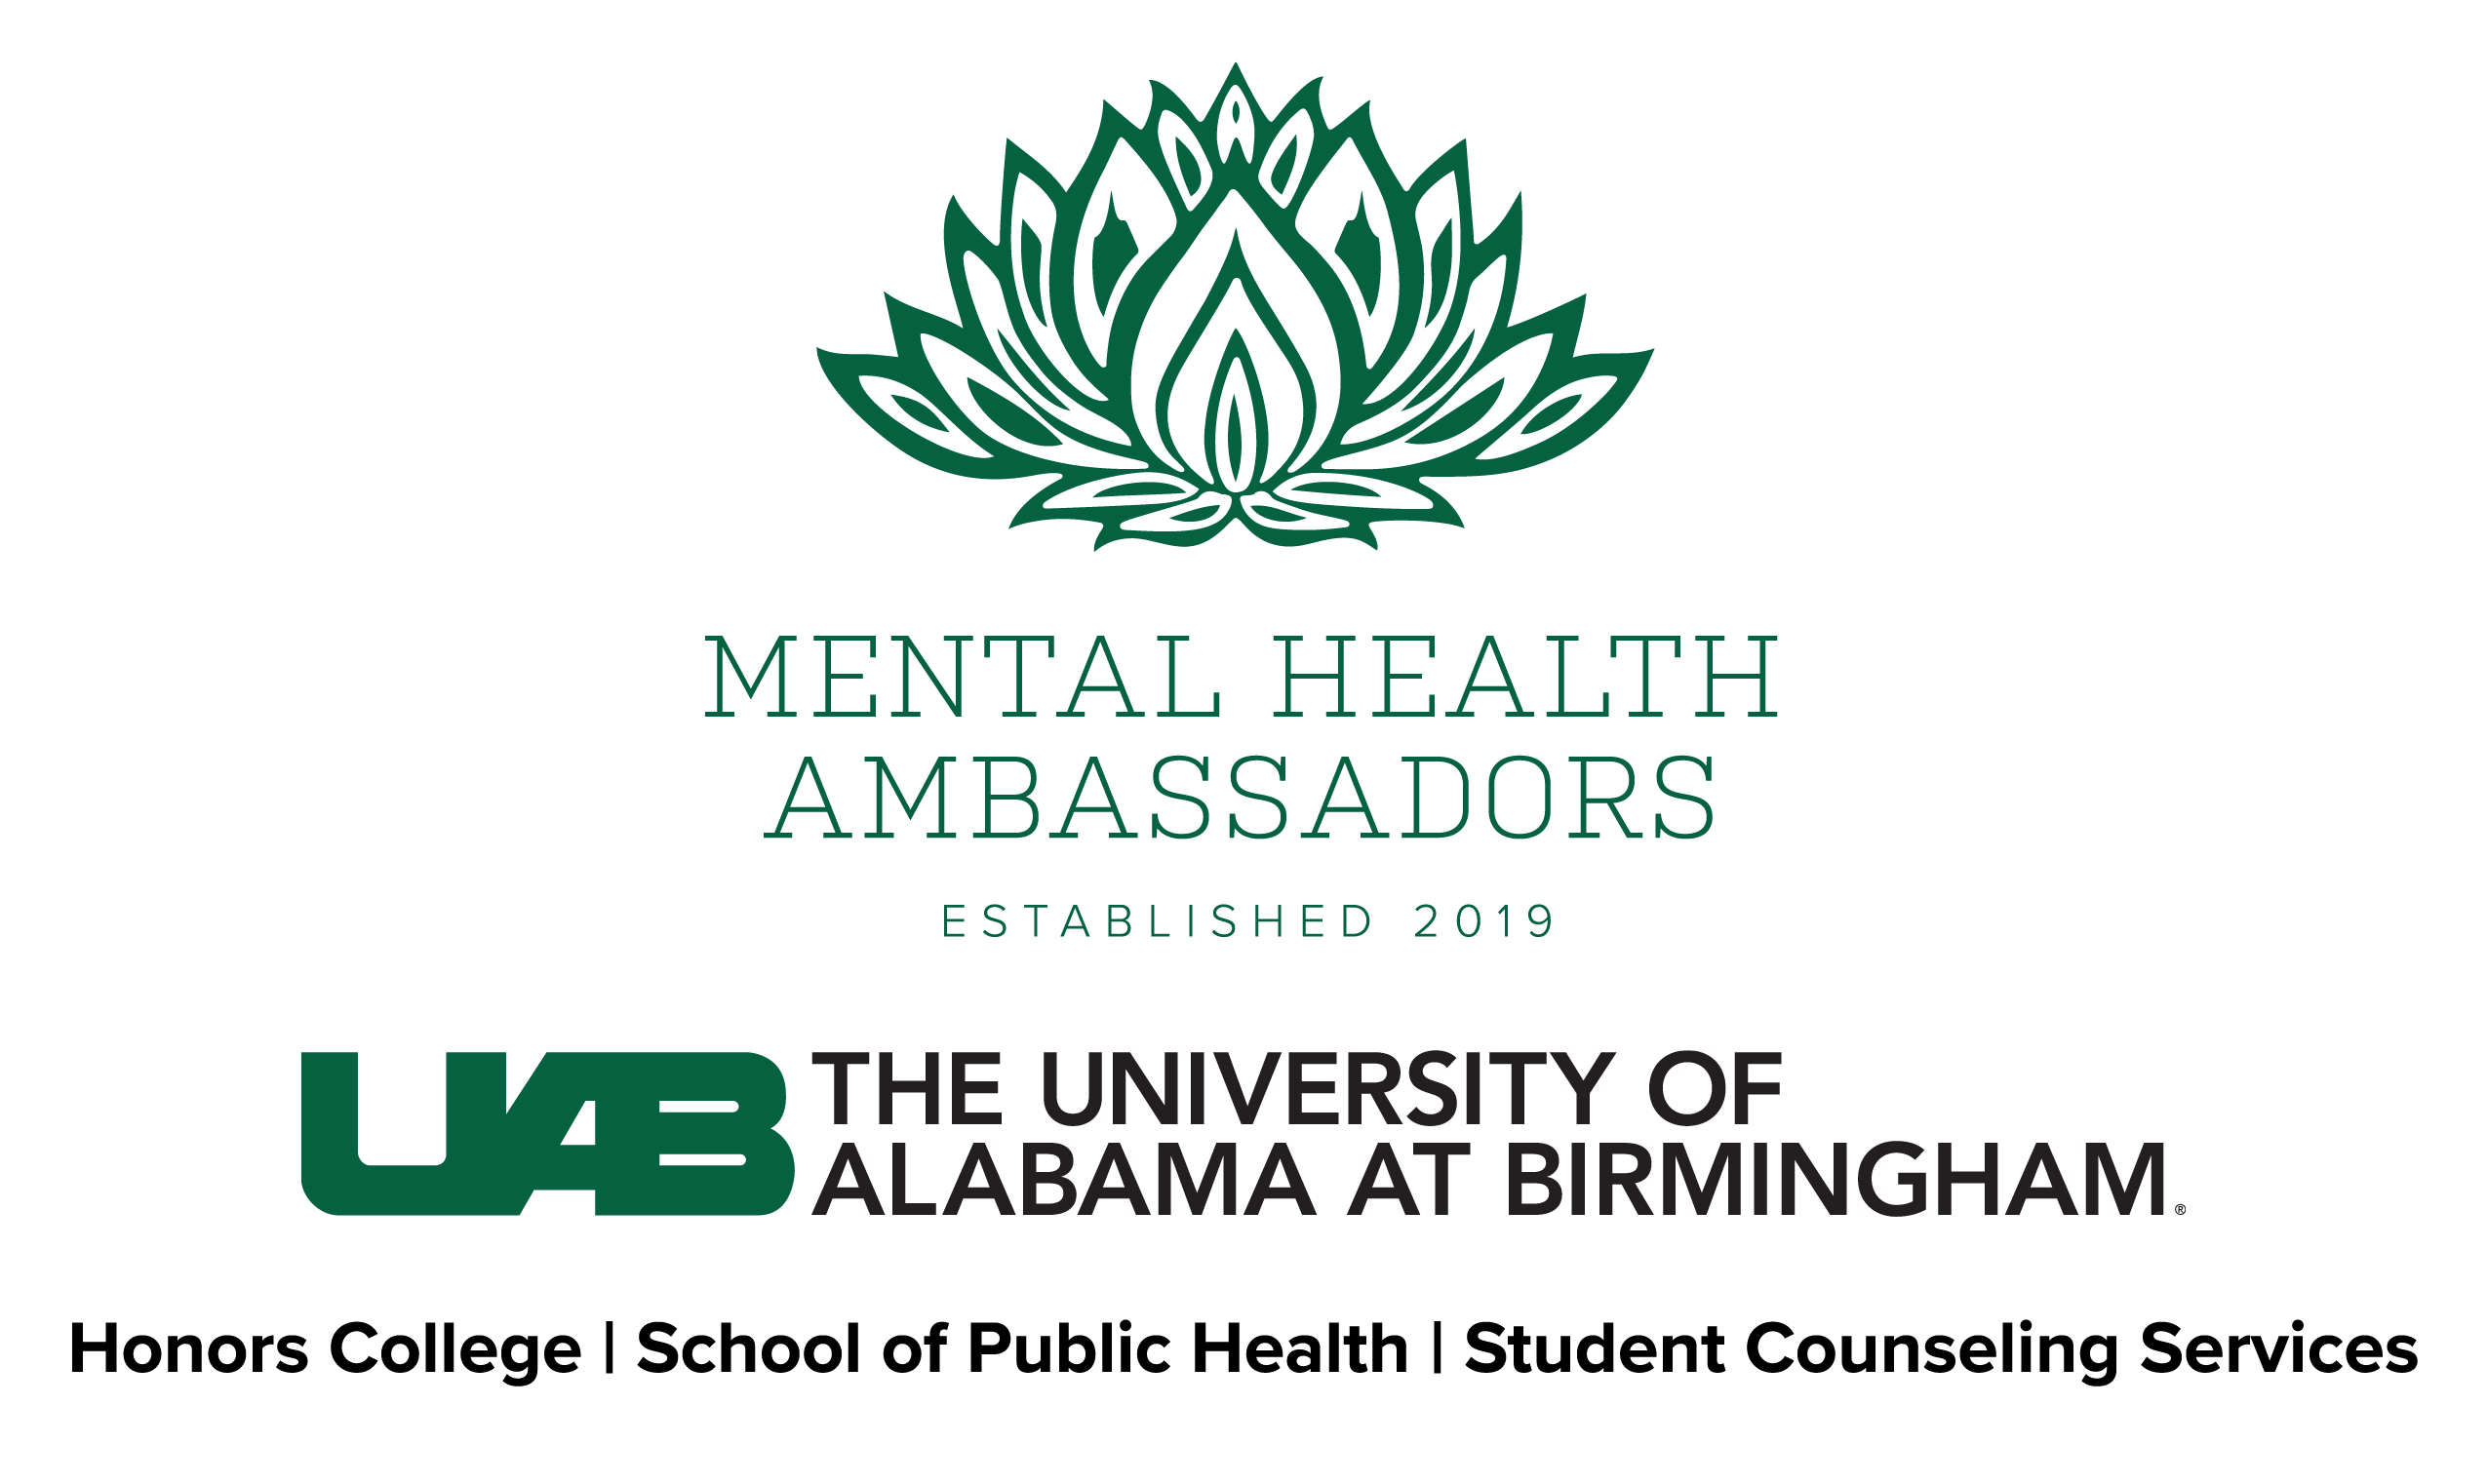 MENTAL HEALTH
AMBASSADORS
ESTABLISHED 2019
UAB THE UNIVERSITY OF
ALABAMA AT BIRMINGHAM®
Honors College | School of Public Health | Student Counseling Services